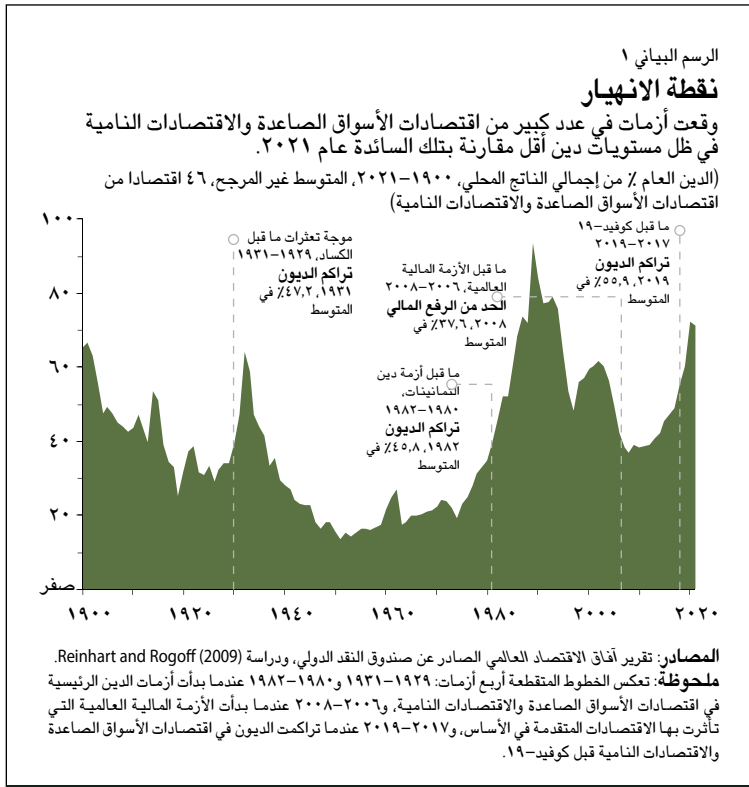 الرسم البياني ١
نقطة الانهيار
وقعت أزمات في عدد كبير من اقتصادات الأسواق الصاعدة والاقتصادات النامية
في ظل مستويات دين أقل مقارنة بتلك السائدة عام ٢٠٢١.
(الدين العام ٪ من إجمالي الناتج المحلي، ١٩٠٠–٢٠٢١، المتوسط غير المرجح، ٤٦ اقتصادا من
اقتصادات الأسواق الصاعدة والاقتصادات النامية)
١٠٠
٨٠
٦٠
٤٠
٢٠
صفر
موجة تعثرات ما قبل
الكساد، ١٩٢٩–١٩٣١
تراكم الديون
١٩٣١، ٤٧,٢٪ في
المتوسط
ما قبل الأزمة المالية
العالمية، ٢٠٠٦–٢٠٠٨
الحد من الرفع المالي
٢٠٠٨، ٣٧,٦٪ في
المتوسط
ما قبل أزمة دين
الثمانينات،
١٩٨٠–١٩٨٢
تراكم الديون
١٩٨٢، ٤٥,٨٪ في
المتوسط
ما قبل كوفيد–١٩
٢٠١٧–٢٠١٩
تراكم الديون
٢٠١٩، ٥٥,٩٪ في
المتوسط
١٩٠٠ ١٩٢٠ ١٩٤٠ ١٩٦٠ ١٩٨٠ ٢٠٠٠ ٢٠٢٠
المصادر: تقرير آفاق الاقتصاد العالمي الصادر عن صندوق النقد الدولي، ودراسة Reinhart and Rogoff (2009).
ملحوظة: تعكس الخطوط المتقطعة أربع أزمات: ١٩٢٩–١٩٣١ و١٩٨٠–١٩٨٢ عندما بدأت أزمات الدين الرئيسية
في اقتصادات الأسواق الصاعدة والاقتصادات النامية، و٢٠٠٦–٢٠٠٨ عندما بدأت الأزمة المالية العالمية التي
تأثرت بها الاقتصادات المتقدمة في الأساس، و٢٠١٧–٢٠١٩ عندما تراكمت الديون في اقتصادات الأسواق الصاعدة
والاقتصادات النامية قبل كوفيد–١٩.